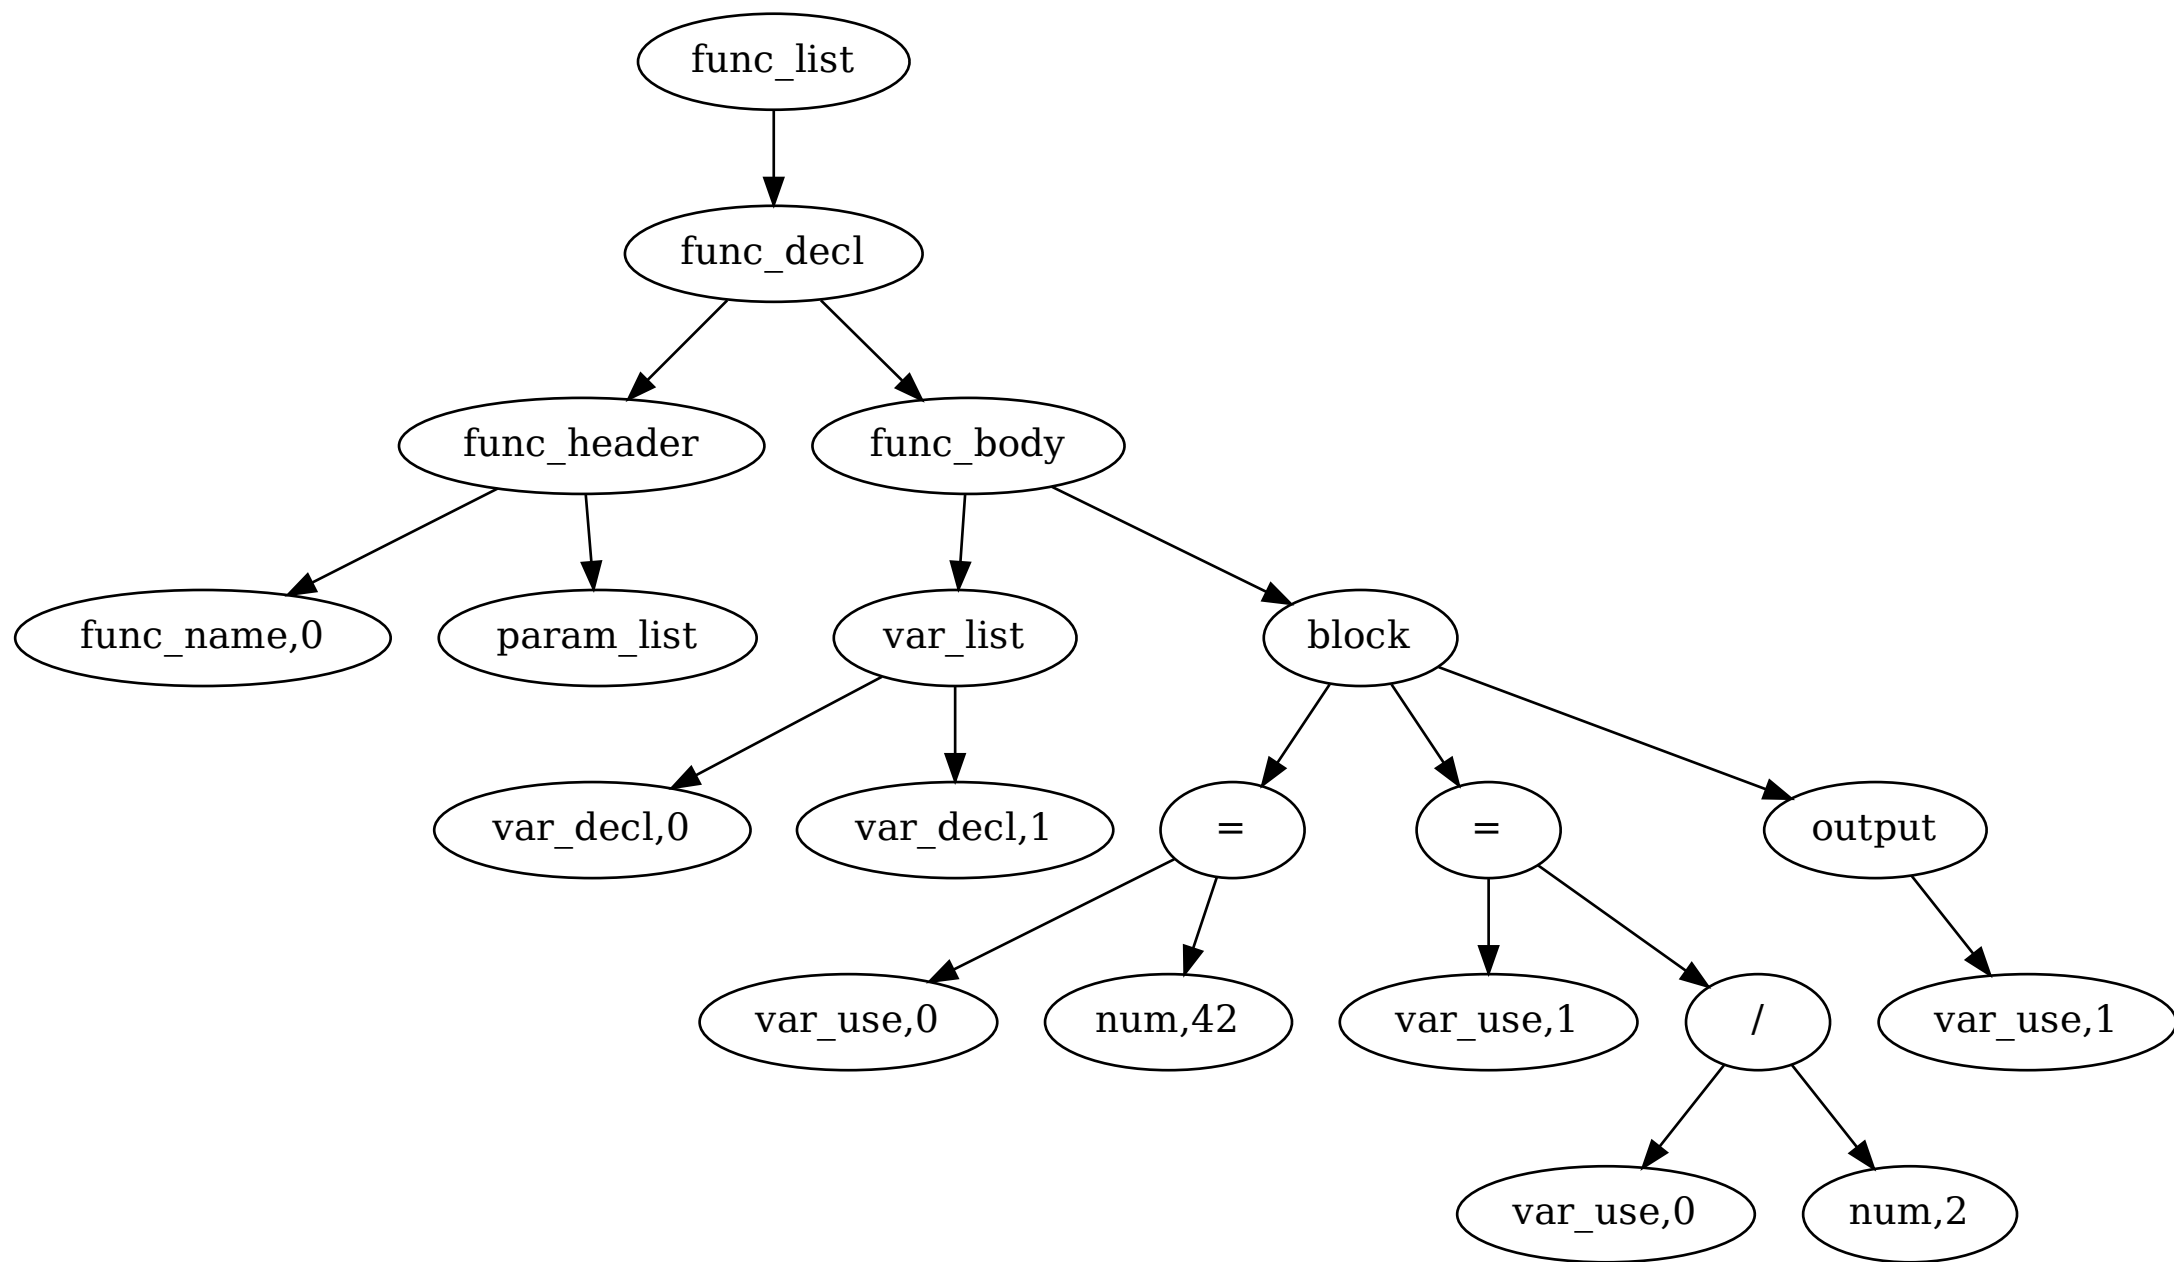 func_list
func_decl
func_header
func_body
func_name,0
param_list
var_list
block
var_decl,0
var_decl,1
=
=
output
var_use,0
num,42
var_use,1
/
var_use,1
var_use,0
num,2